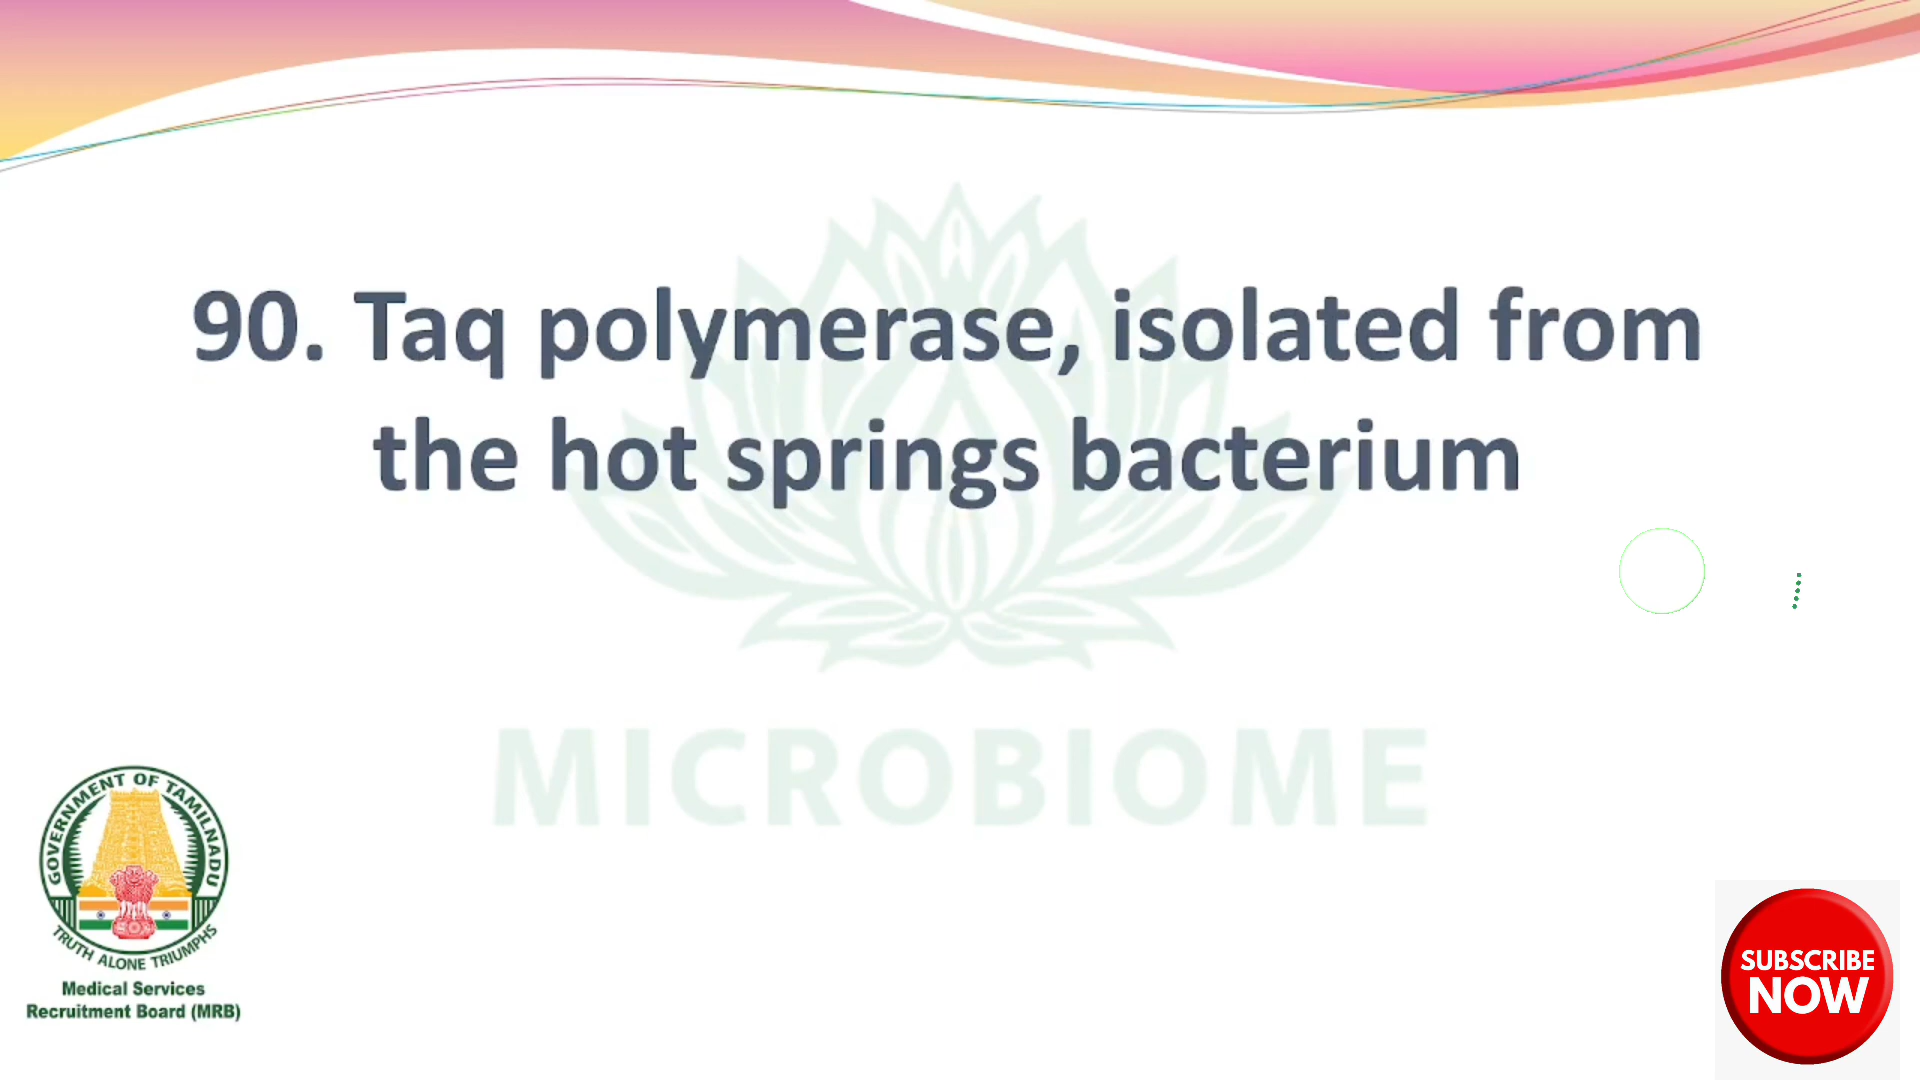 90. Taq polymerase, isolated from
the hot springs bacterium
MICROBIOME
GOVERNMENT OF TAMILNADU
TRUTH ALONE TRIUMPHS
Medical Services
Recruitment Board (MRB)
SUBSCRIBE
NOW